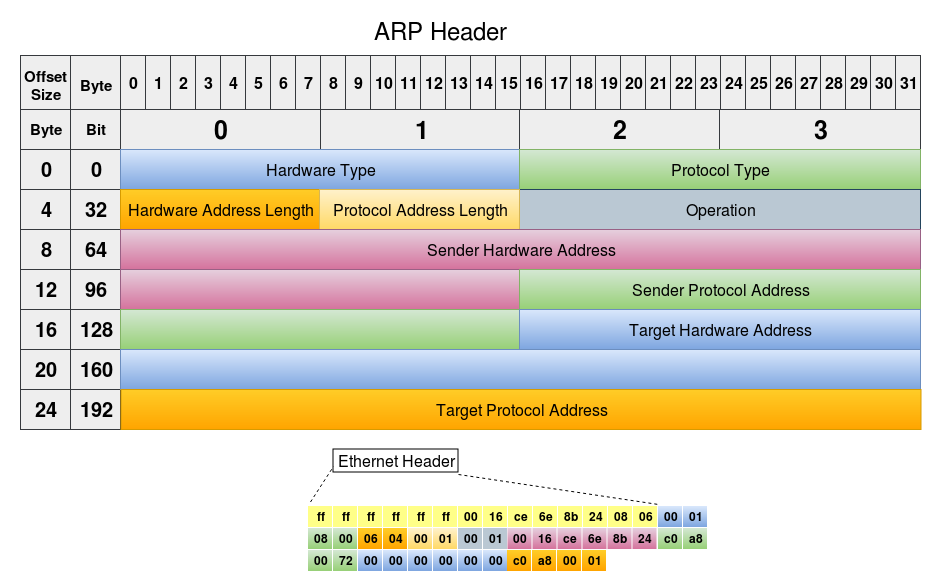 ARP Header
Offset Size Byte 0 1 2 3 4 5 6 7 8 9 10 11 12 13 14 15 16 17 18 19 20 21 22 23 24 25 26 27 28 29 30 31
Byte Bit 0 1 2 3
0 0 Hardware Type Protocol Type
4 32 Hardware Address Length Protocol Address Length Operation
8 64 Sender Hardware Address
12 96 Sender Protocol Address
16 128 Target Hardware Address
20 160
24 192 Target Protocol Address
Ethernet Header
ff ff ff ff ff ff 00 16 ce 6e 8b 24 08 06 00 01
08 00 06 04 00 01 00 01 00 16 ce 6e 8b 24 c0 a8
00 72 00 00 00 00 00 00 c0 a8 00 01